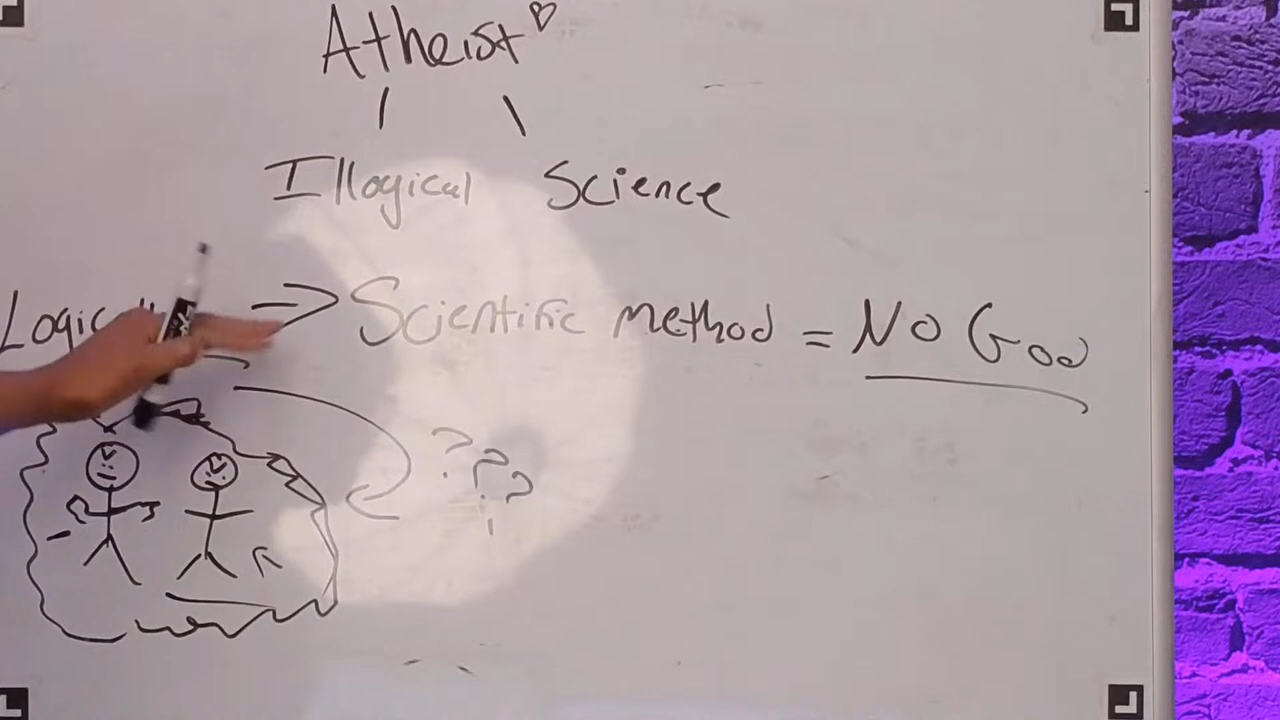 Atheist
Illogical Science
Scientific method = No God
???